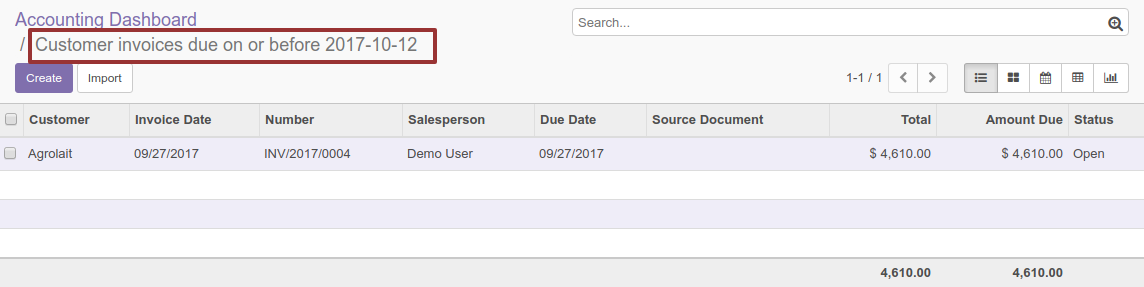 Accounting Dashboard
Search...
/ Customer invoices due on or before 2017-10-12
Create Import 1-1 / 1
Customer Invoice Date Number Salesperson Due Date Source Document Total Amount Due Status
Agrolait 09/27/2017 INV/2017/0004 Demo User 09/27/2017 $ 4,610.00 $ 4,610.00 Open
4,610.00 4,610.00